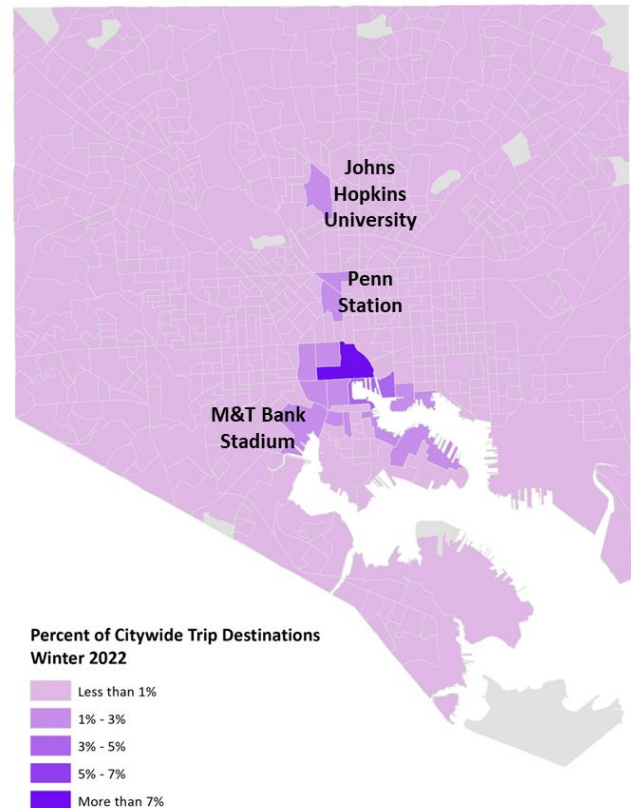 Johns
Hopkins
University
Penn
Station
M&T Bank
Stadium
Percent of Citywide Trip Destinations
Winter 2022
Less than 1%
1% - 3%
3% - 5%
5% - 7%
More than 7%